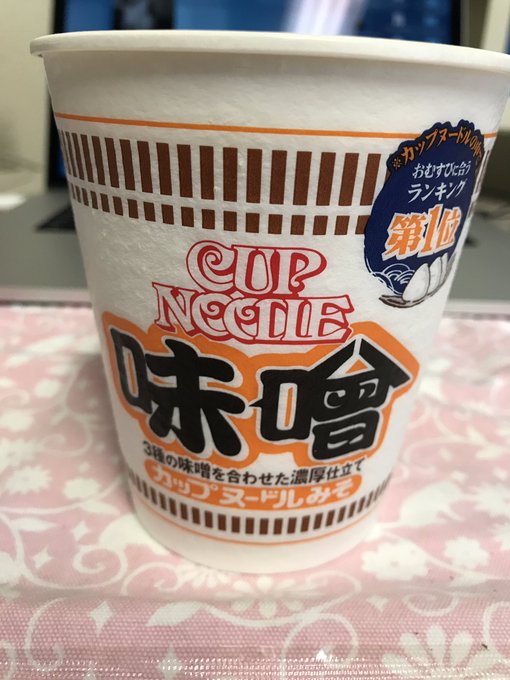 ※カップヌードルの中で
おむすびに合う
ランキング
第1位
CUP
NOODLE
味噌
3種の味噌を合わせた濃厚仕立て
カップヌードルみそ